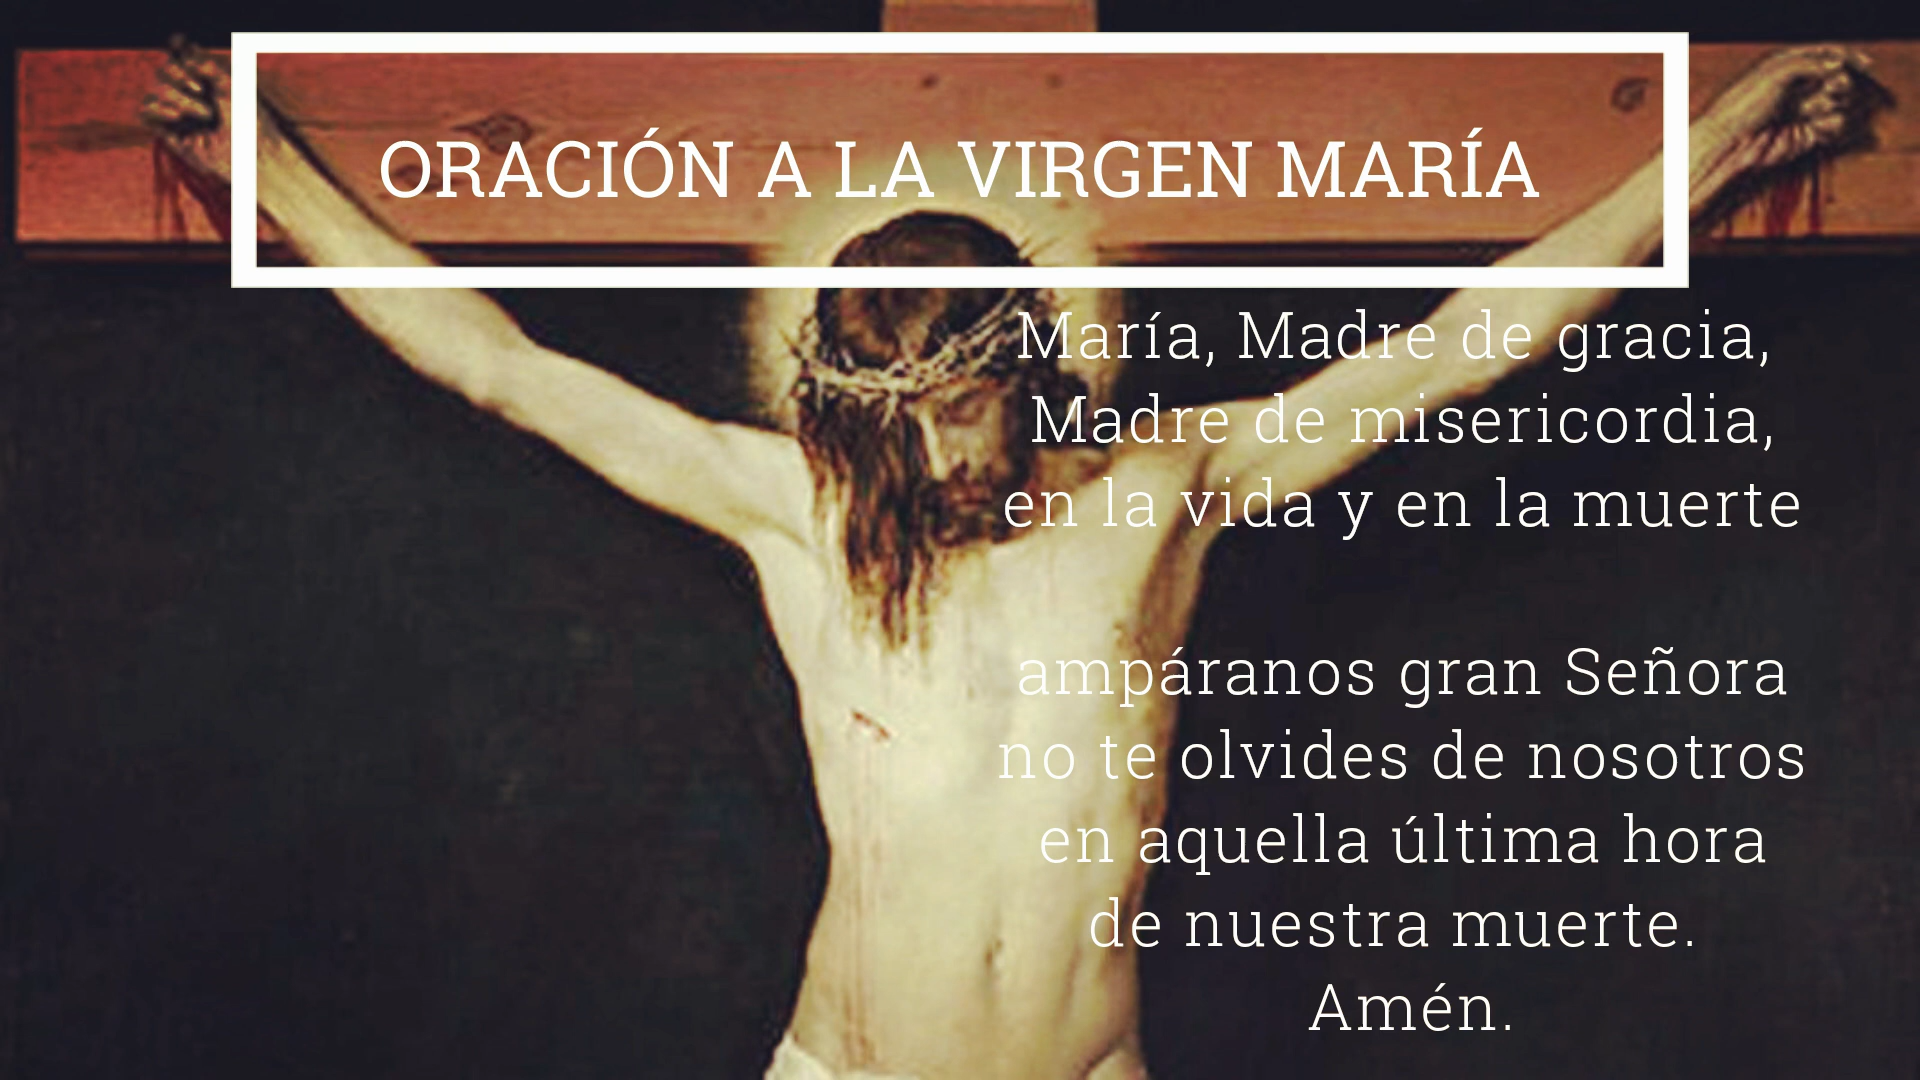 ORACIÓN A LA VIRGEN MARÍA
María, Madre de gracia,
Madre de misericordia,
en la vida y en la muerte
ampáranos gran Señora
no te olvides de nosotros
en aquella última hora
de nuestra muerte.
Amén.